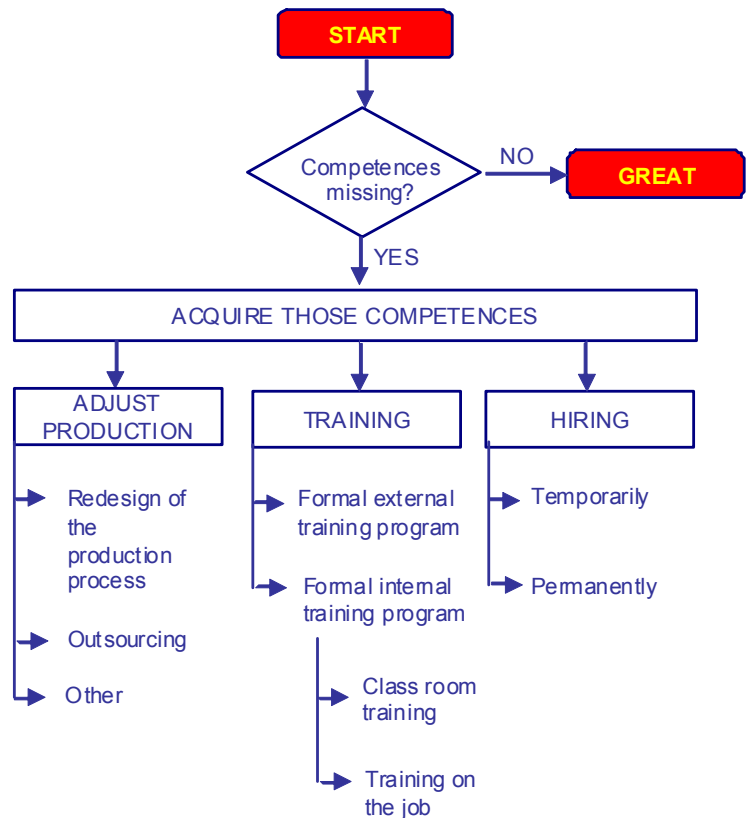 START
Competences
missing?
NO
GREAT
YES
ACQUIRE THOSE COMPETENCES
ADJUST
PRODUCTION
TRAINING
HIRING
Redesign of
the
production
process
Outsourcing
Other
Formal external
training program
Formal internal
training program
Class room
training
Training on
the job
Temporarily
Permanently